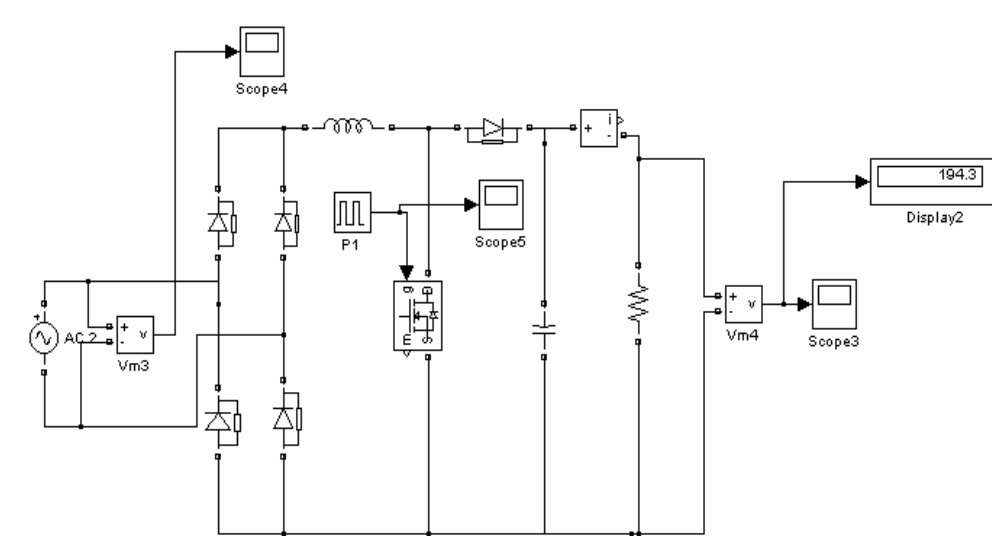 Scope4
i
+
-
194.3
Display2
P1
Scope5
g
D
m
S
+
AC 2
+
-
v
Vm3
+
-
v
Vm4
Scope3